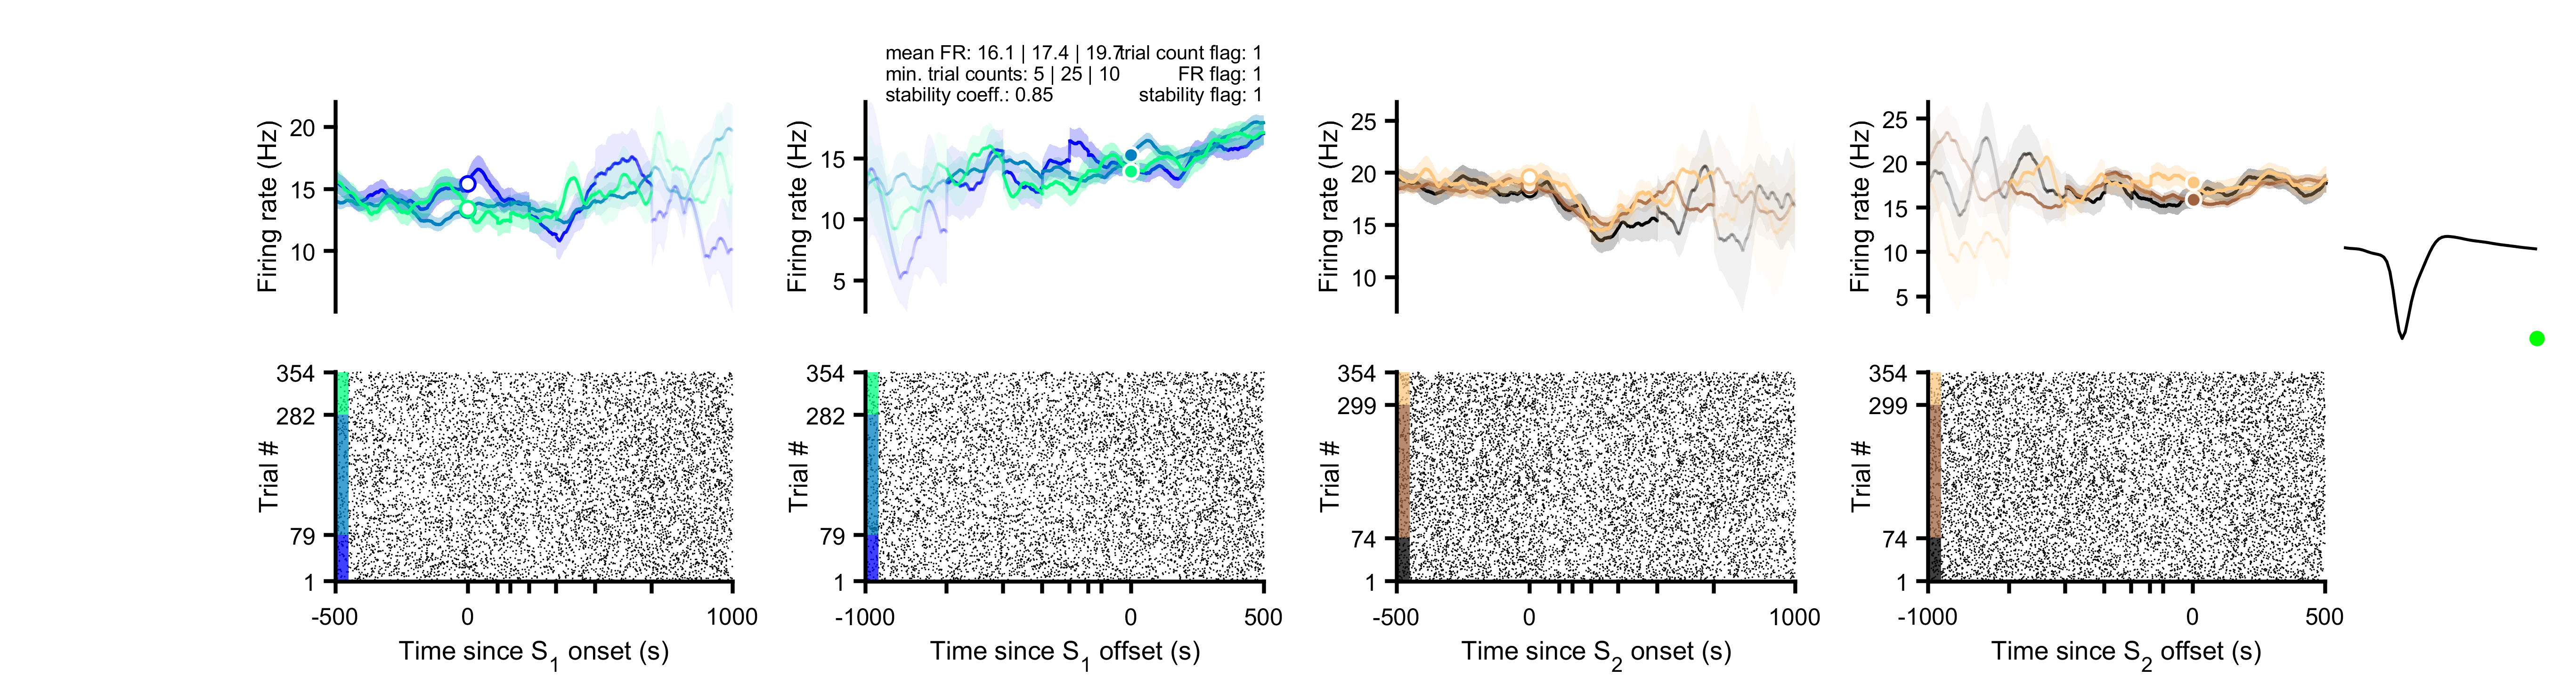 mean FR: 16.1 | 17.4 | 19.7
trial count flag: 1
min. trial counts: 5 | 25 | 10
FR flag: 1
stability coeff.: 0.85
stability flag: 1
Firing rate (Hz)
20
15
10
Firing rate (Hz)
15
10
5
Firing rate (Hz)
25
20
15
10
Firing rate (Hz)
25
20
15
10
5
Trial #
354
282
79
1
-500
0
1000
Time since S1 onset (s)
Trial #
354
282
79
1
-1000
0
500
Time since S1 offset (s)
Trial #
354
299
74
1
-500
0
1000
Time since S2 onset (s)
Trial #
354
299
74
1
-1000
0
500
Time since S2 offset (s)